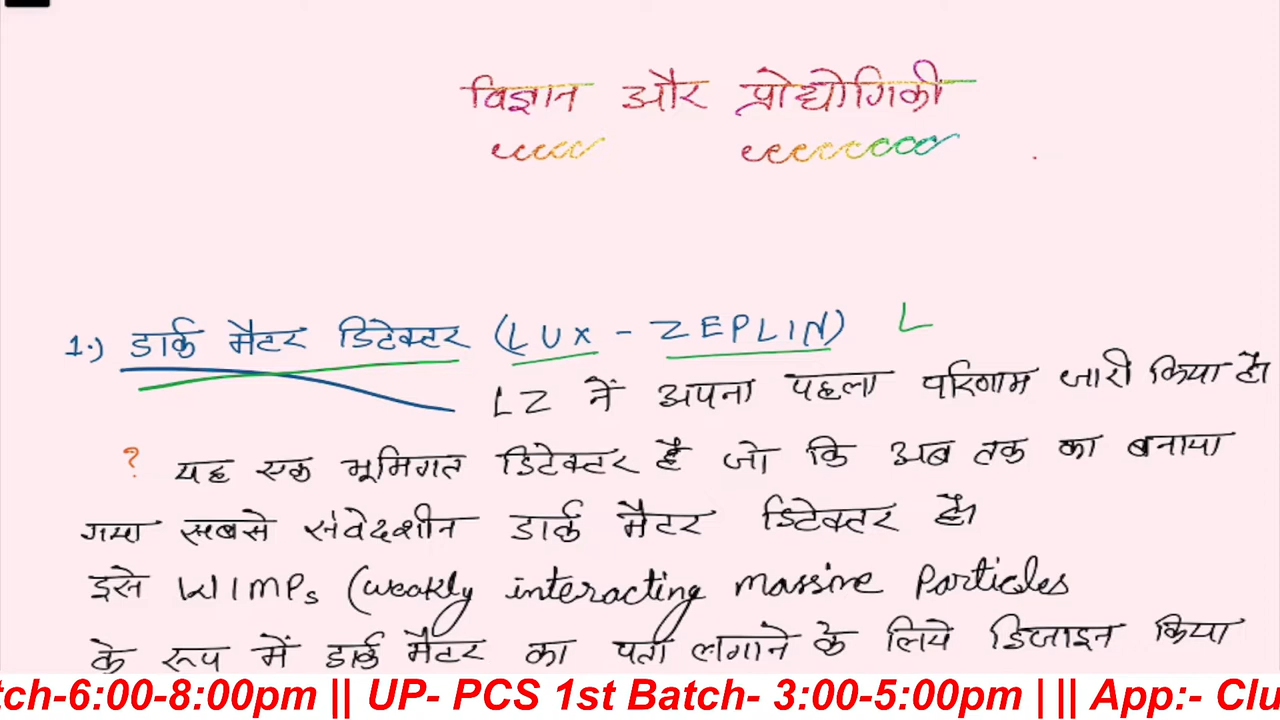 विज्ञान और प्रोद्योगिकी
1.) डार्क मैटर डिटेक्टर (LUX - ZEPLIN) L
LZ नें अपना पहला परिणाम जारी किया है।
? यह एक भूमिगत डिटेक्टर है जो कि अब तक का बनाया
गया सबसे संवेदशीन डार्क मैटर डिटेक्टर है।
इसे WIMPs (weakly interacting massive Particles
के रूप में डार्क मैटर का पता लगाने के लिये डिजाइन किया
tch-6:00-8:00pm || UP- PCS 1st Batch- 3:00-5:00pm | || App:- Clu